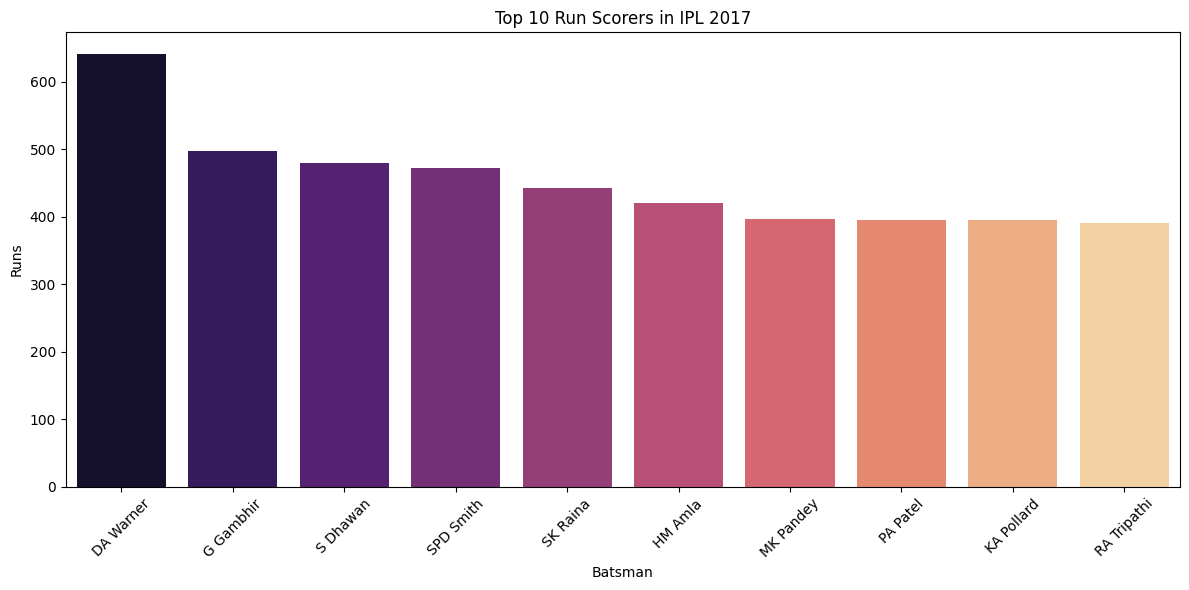 Top 10 Run Scorers in IPL 2017
Runs
600
500
400
300
200
100
0
DA Warner
G Gambhir
S Dhawan
SPD Smith
SK Raina
HM Amla
MK Pandey
PA Patel
KA Pollard
RA Tripathi
Batsman